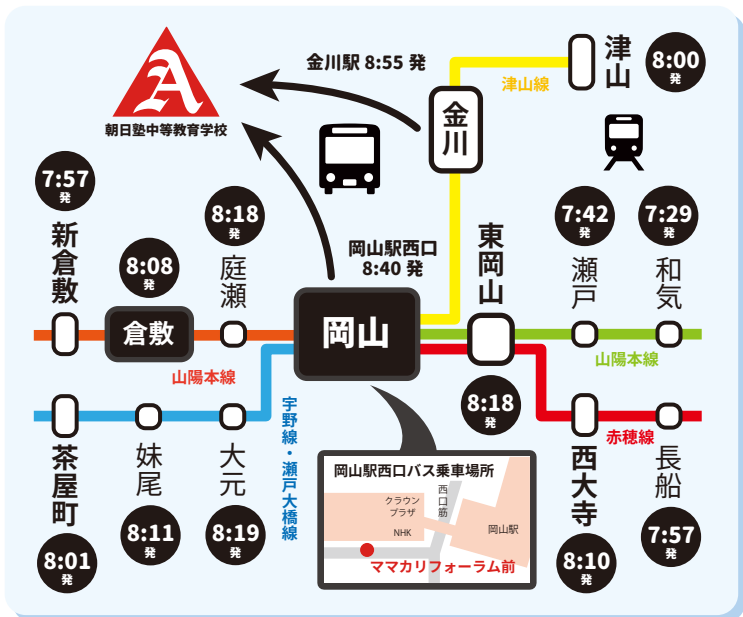 金川駅 8:55 発
津山線
津山
8:00
発
A
朝日塾中等教育学校
金川
7:57
発
新倉敷
8:08
発
倉敷
8:18
発
庭瀬
岡山駅西口
8:40 発
岡山
東岡山
8:18
発
7:42
発
瀬戸
7:29
発
和気
山陽本線
山陽本線
宇野線・瀬戸大橋線
赤穂線
茶屋町
8:01
発
妹尾
8:11
発
大元
8:19
発
西大寺
8:10
発
長船
7:57
発
岡山駅西口バス乗車場所
クラウン
プラザ
西口筋
NHK
岡山駅
ママカリフォーラム前